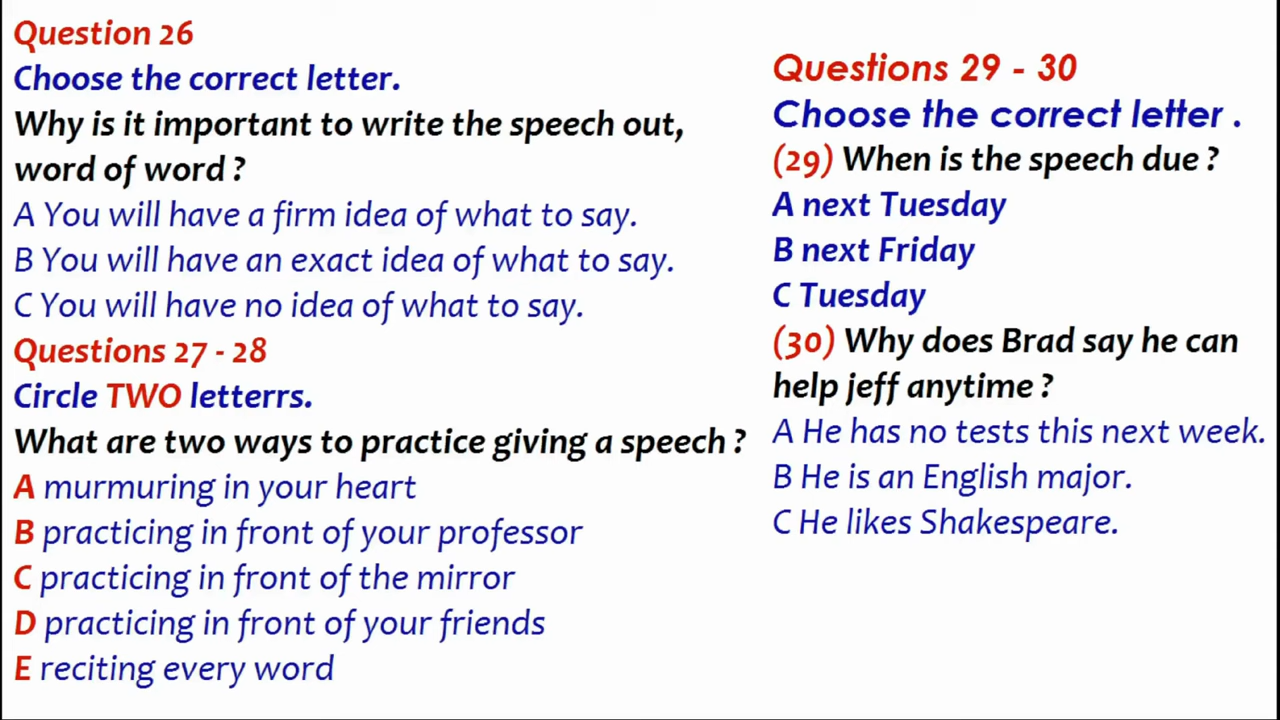 Question 26
Choose the correct letter.
Why is it important to write the speech out,
word of word ?
A You will have a firm idea of what to say.
B You will have an exact idea of what to say.
C You will have no idea of what to say.
Questions 27 - 28
Circle TWO letterrs.
What are two ways to practice giving a speech ?
A murmuring in your heart
B practicing in front of your professor
C practicing in front of the mirror
D practicing in front of your friends
E reciting every word
Questions 29 - 30
Choose the correct letter .
(29) When is the speech due ?
A next Tuesday
B next Friday
C Tuesday
(30) Why does Brad say he can
help jeff anytime ?
A He has no tests this next week.
B He is an English major.
C He likes Shakespeare.